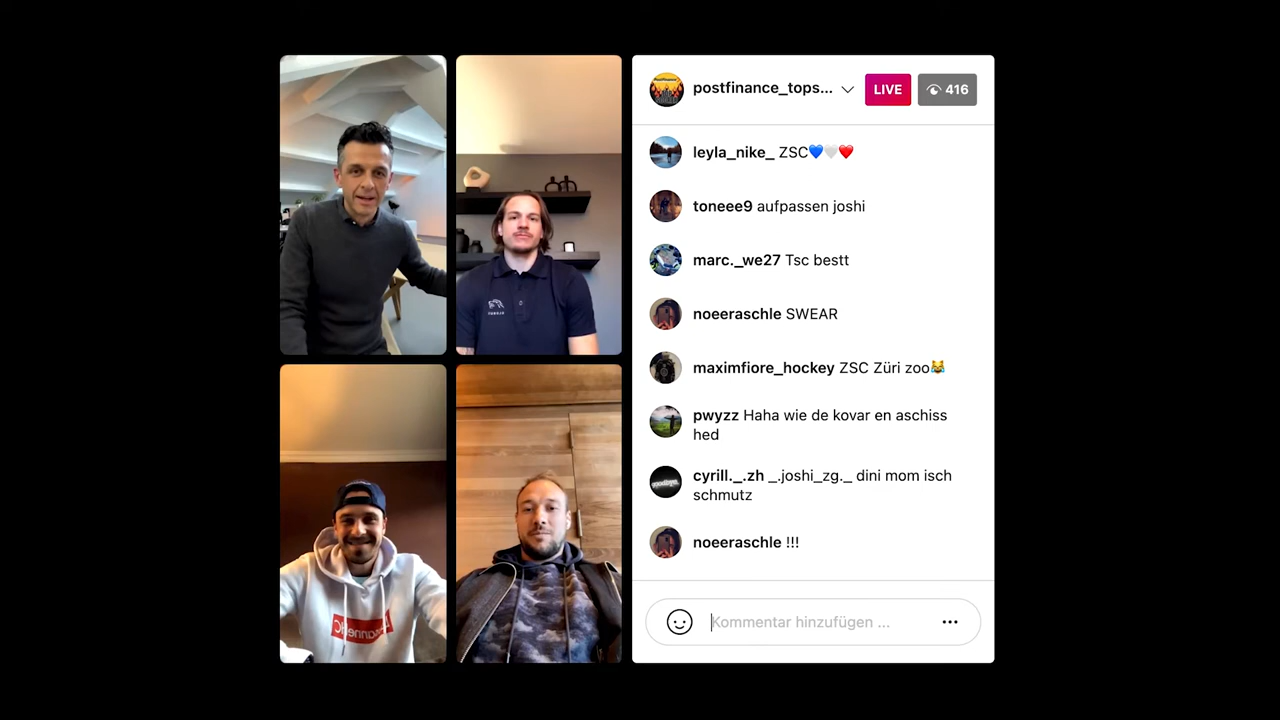 postfinance_tops...
LIVE
416
leyla_nike_ ZSC💙🤍❤️
toneee9 aufpassen joshi
marc._we27 Tsc bestt
noeeraschle SWEAR
maximfiore_hockey ZSC Züri zoo😹
pwyzz Haha wie de kovar en aschiss
hed
cyrill._.zh _.joshi_zg._ dini mom isch
schmutz
noeeraschle !!!
Kommentar hinzufügen ...